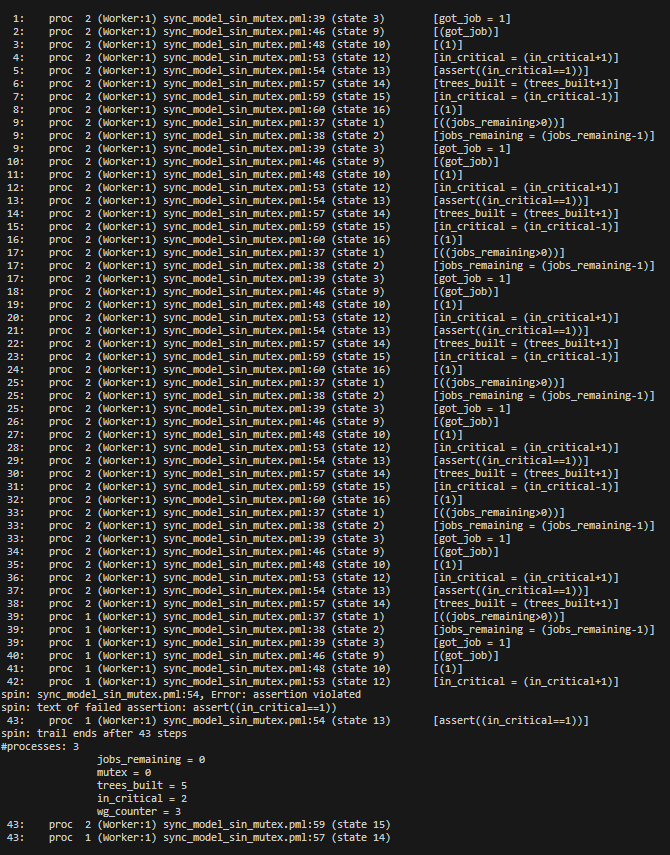 1: proc 2 (Worker:1) sync_model_sin_mutex.pml:39 (state 3) [got_job = 1]
2: proc 2 (Worker:1) sync_model_sin_mutex.pml:46 (state 9) [(got_job)]
3: proc 2 (Worker:1) sync_model_sin_mutex.pml:48 (state 10) [(1)]
4: proc 2 (Worker:1) sync_model_sin_mutex.pml:53 (state 12) [in_critical = (in_critical+1)]
5: proc 2 (Worker:1) sync_model_sin_mutex.pml:54 (state 13) [assert((in_critical==1))]
6: proc 2 (Worker:1) sync_model_sin_mutex.pml:57 (state 14) [trees_built = (trees_built+1)]
7: proc 2 (Worker:1) sync_model_sin_mutex.pml:59 (state 15) [in_critical = (in_critical-1)]
8: proc 2 (Worker:1) sync_model_sin_mutex.pml:60 (state 16) [(1)]
9: proc 2 (Worker:1) sync_model_sin_mutex.pml:37 (state 1) [((jobs_remaining>0))]
9: proc 2 (Worker:1) sync_model_sin_mutex.pml:38 (state 2) [jobs_remaining = (jobs_remaining-1)]
9: proc 2 (Worker:1) sync_model_sin_mutex.pml:39 (state 3) [got_job = 1]
10: proc 2 (Worker:1) sync_model_sin_mutex.pml:46 (state 9) [(got_job)]
11: proc 2 (Worker:1) sync_model_sin_mutex.pml:48 (state 10) [(1)]
12: proc 2 (Worker:1) sync_model_sin_mutex.pml:53 (state 12) [in_critical = (in_critical+1)]
13: proc 2 (Worker:1) sync_model_sin_mutex.pml:54 (state 13) [assert((in_critical==1))]
14: proc 2 (Worker:1) sync_model_sin_mutex.pml:57 (state 14) [trees_built = (trees_built+1)]
15: proc 2 (Worker:1) sync_model_sin_mutex.pml:59 (state 15) [in_critical = (in_critical-1)]
16: proc 2 (Worker:1) sync_model_sin_mutex.pml:60 (state 16) [(1)]
17: proc 2 (Worker:1) sync_model_sin_mutex.pml:37 (state 1) [((jobs_remaining>0))]
17: proc 2 (Worker:1) sync_model_sin_mutex.pml:38 (state 2) [jobs_remaining = (jobs_remaining-1)]
17: proc 2 (Worker:1) sync_model_sin_mutex.pml:39 (state 3) [got_job = 1]
18: proc 2 (Worker:1) sync_model_sin_mutex.pml:46 (state 9) [(got_job)]
19: proc 2 (Worker:1) sync_model_sin_mutex.pml:48 (state 10) [(1)]
20: proc 2 (Worker:1) sync_model_sin_mutex.pml:53 (state 12) [in_critical = (in_critical+1)]
21: proc 2 (Worker:1) sync_model_sin_mutex.pml:54 (state 13) [assert((in_critical==1))]
22: proc 2 (Worker:1) sync_model_sin_mutex.pml:57 (state 14) [trees_built = (trees_built+1)]
23: proc 2 (Worker:1) sync_model_sin_mutex.pml:59 (state 15) [in_critical = (in_critical-1)]
24: proc 2 (Worker:1) sync_model_sin_mutex.pml:60 (state 16) [(1)]
25: proc 2 (Worker:1) sync_model_sin_mutex.pml:37 (state 1) [((jobs_remaining>0))]
25: proc 2 (Worker:1) sync_model_sin_mutex.pml:38 (state 2) [jobs_remaining = (jobs_remaining-1)]
25: proc 2 (Worker:1) sync_model_sin_mutex.pml:39 (state 3) [got_job = 1]
26: proc 2 (Worker:1) sync_model_sin_mutex.pml:46 (state 9) [(got_job)]
27: proc 2 (Worker:1) sync_model_sin_mutex.pml:48 (state 10) [(1)]
28: proc 2 (Worker:1) sync_model_sin_mutex.pml:53 (state 12) [in_critical = (in_critical+1)]
29: proc 2 (Worker:1) sync_model_sin_mutex.pml:54 (state 13) [assert((in_critical==1))]
30: proc 2 (Worker:1) sync_model_sin_mutex.pml:57 (state 14) [trees_built = (trees_built+1)]
31: proc 2 (Worker:1) sync_model_sin_mutex.pml:59 (state 15) [in_critical = (in_critical-1)]
32: proc 2 (Worker:1) sync_model_sin_mutex.pml:60 (state 16) [(1)]
33: proc 2 (Worker:1) sync_model_sin_mutex.pml:37 (state 1) [((jobs_remaining>0))]
33: proc 2 (Worker:1) sync_model_sin_mutex.pml:38 (state 2) [jobs_remaining = (jobs_remaining-1)]
33: proc 2 (Worker:1) sync_model_sin_mutex.pml:39 (state 3) [got_job = 1]
34: proc 2 (Worker:1) sync_model_sin_mutex.pml:46 (state 9) [(got_job)]
35: proc 2 (Worker:1) sync_model_sin_mutex.pml:48 (state 10) [(1)]
36: proc 2 (Worker:1) sync_model_sin_mutex.pml:53 (state 12) [in_critical = (in_critical+1)]
37: proc 2 (Worker:1) sync_model_sin_mutex.pml:54 (state 13) [assert((in_critical==1))]
38: proc 2 (Worker:1) sync_model_sin_mutex.pml:57 (state 14) [trees_built = (trees_built+1)]
39: proc 1 (Worker:1) sync_model_sin_mutex.pml:37 (state 1) [((jobs_remaining>0))]
39: proc 1 (Worker:1) sync_model_sin_mutex.pml:38 (state 2) [jobs_remaining = (jobs_remaining-1)]
39: proc 1 (Worker:1) sync_model_sin_mutex.pml:39 (state 3) [got_job = 1]
40: proc 1 (Worker:1) sync_model_sin_mutex.pml:46 (state 9) [(got_job)]
41: proc 1 (Worker:1) sync_model_sin_mutex.pml:48 (state 10) [(1)]
42: proc 1 (Worker:1) sync_model_sin_mutex.pml:53 (state 12) [in_critical = (in_critical+1)]
spin: sync_model_sin_mutex.pml:54, Error: assertion violated
spin: text of failed assertion: assert((in_critical==1))
43: proc 1 (Worker:1) sync_model_sin_mutex.pml:54 (state 13) [assert((in_critical==1))]
spin: trail ends after 43 steps
#processes: 3
jobs_remaining = 0
mutex = 0
trees_built = 5
in_critical = 2
wg_counter = 3
43: proc 2 (Worker:1) sync_model_sin_mutex.pml:59 (state 15)
43: proc 1 (Worker:1) sync_model_sin_mutex.pml:57 (state 14)